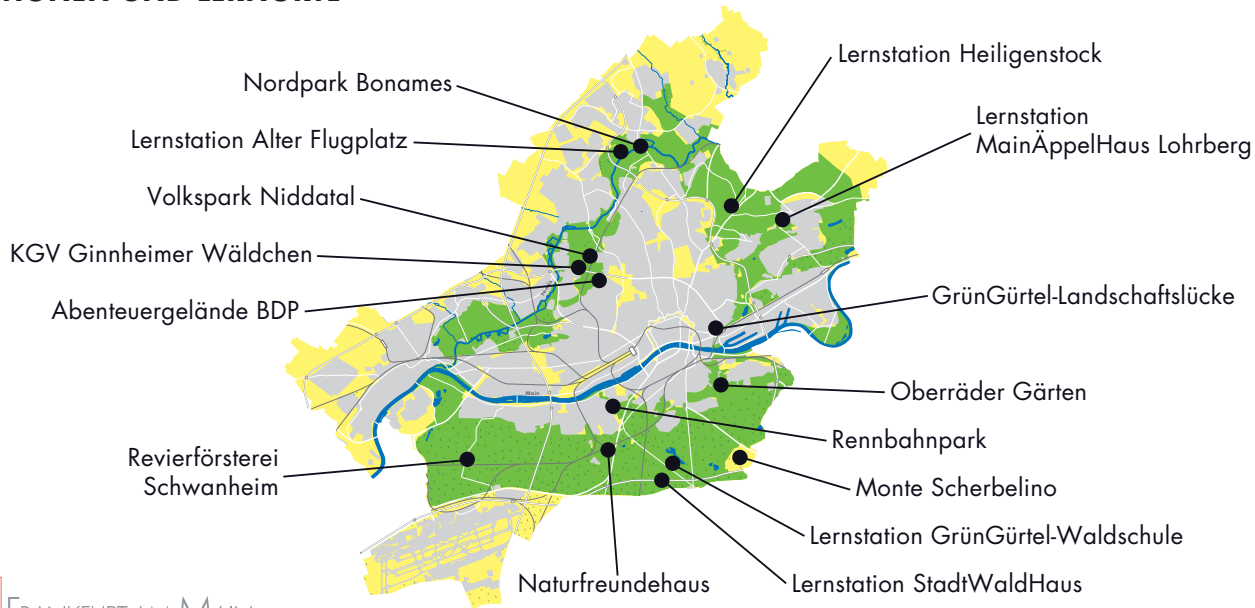 Lernstation Heiligenstock
Nordpark Bonames
Lernstation
MainÄppelHaus Lohrberg
Lernstation Alter Flugplatz
Volkspark Niddatal
KGV Ginnheimer Wäldchen
GrünGürtel-Landschaftslücke
Abenteuergelände BDP
Oberräder Gärten
Main
Rennbahnpark
Revierförsterei
Schwanheim
Monte Scherbelino
Lernstation GrünGürtel-Waldschule
Naturfreundehaus
Lernstation StadtWaldHaus